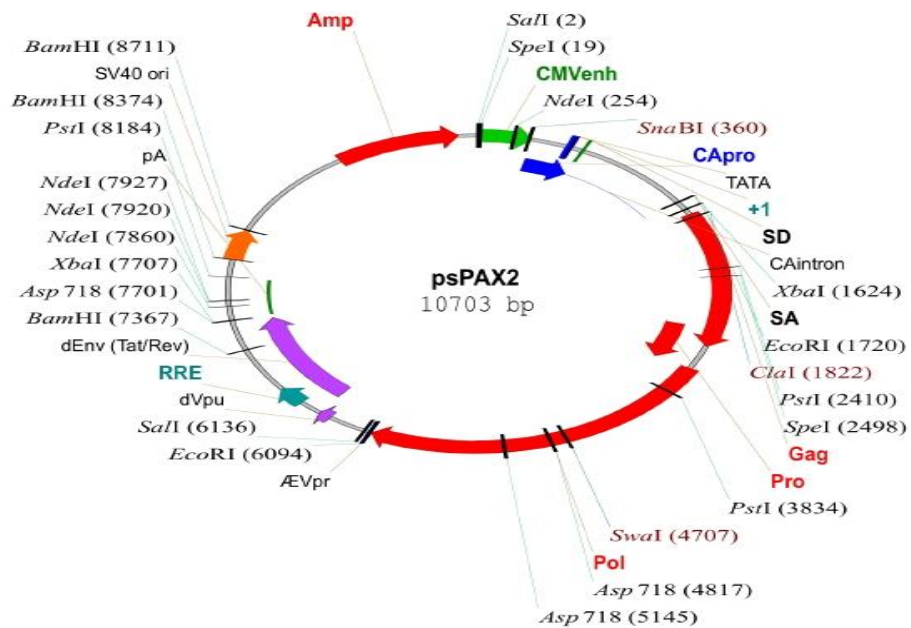 Amp
SalI (2)
SpeI (19)
CMVenh
NdeI (254)
SnaBI (360)
CApro
TATA
+1
SD
CAintron
XbaI (1624)
SA
EcoRI (1720)
ClaI (1822)
PstI (2410)
SpeI (2498)
Gag
Pro
PstI (3834)
SwaI (4707)
Pol
Asp 718 (4817)
Asp 718 (5145)
BamHI (8711)
SV40 ori
BamHI (8374)
PstI (8184)
pA
NdeI (7927)
NdeI (7920)
NdeI (7860)
XbaI (7707)
Asp 718 (7701)
BamHI (7367)
dEnv (Tat/Rev)
RRE
dVpu
SalI (6136)
EcoRI (6094)
ÆVpr
psPAX2
10703 bp